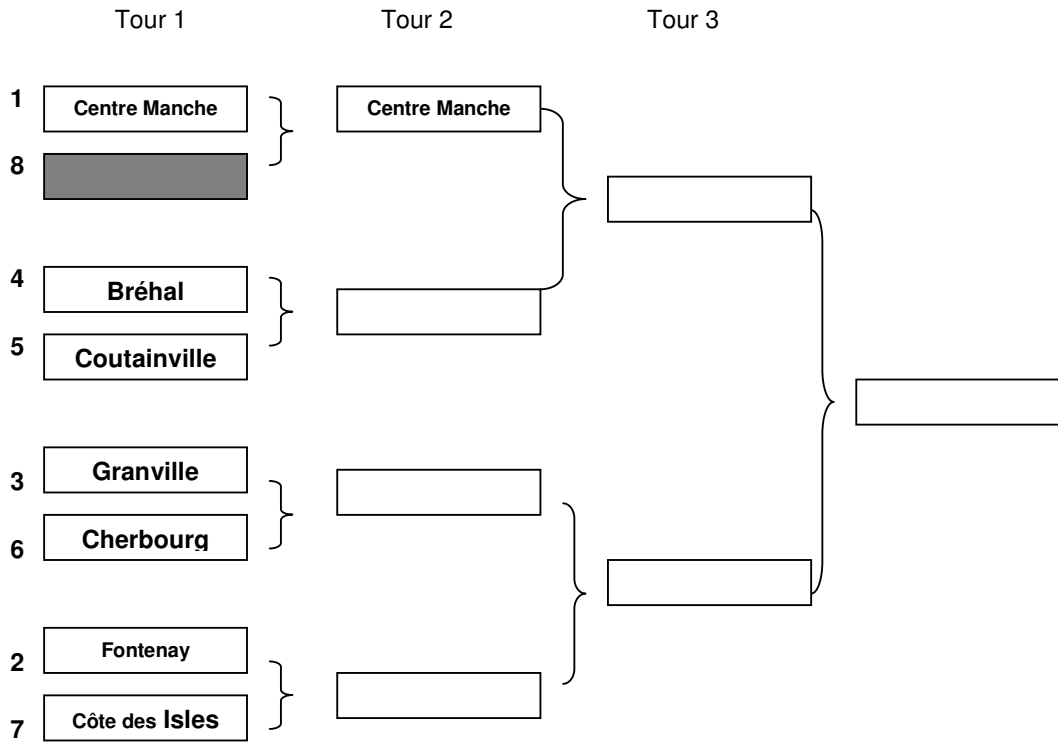 Tour 1 Tour 2 Tour 3
1 Centre Manche Centre Manche
8
4 Bréhal
5 Coutainville
3 Granville
6 Cherbourg
2 Fontenay
7 Côte des Isles